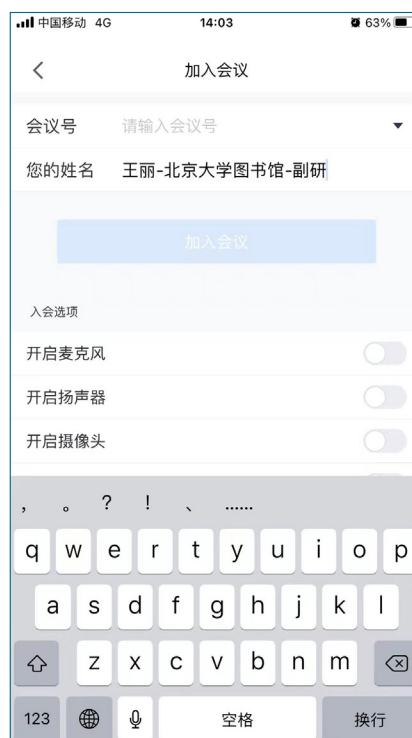 中国移动 4G 14:03 63%
加入会议
会议号 请输入会议号
您的姓名 王丽-北京大学图书馆-副研
加入会议
入会选项
开启麦克风
开启扬声器
开启摄像头
， 。 ？ ！ 、 ......
q w e r t y u i o p
a s d f g h j k l
z x c v b n m
123 空格 换行